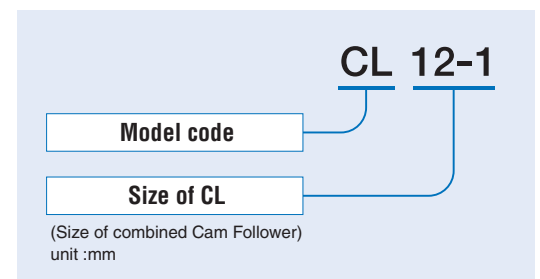 CL 12-1
Model code
Size of CL
(Size of combined Cam Follower)
unit :mm